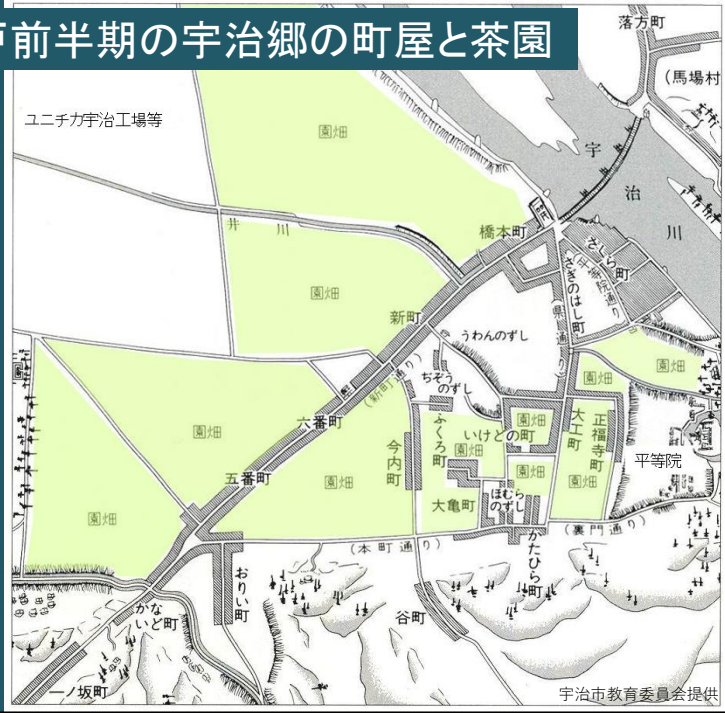 戸前半期の宇治郷の町屋と茶園
落方町
(馬場村
ユニチカ宇治工場等
園畑
宇治川
井川
橋本町
さしら町
(平等院通り)
さぎのはし町
(県通り)
園畑
新町
うわんのずし
(新町通り)
ぢぞうのずし
園畑
園畑
六番町
ふくろ町
いけどの町
園畑
大工町
正福寺町
園畑
今内町
園畑
平等院
五番町
園畑
園畑
園畑
園畑
大亀町
ほむらのずし
(本町通り)
(裏門通り)
かたひら町
おりい町
谷町
かないど町
一ノ坂町
宇治市教育委員会提供